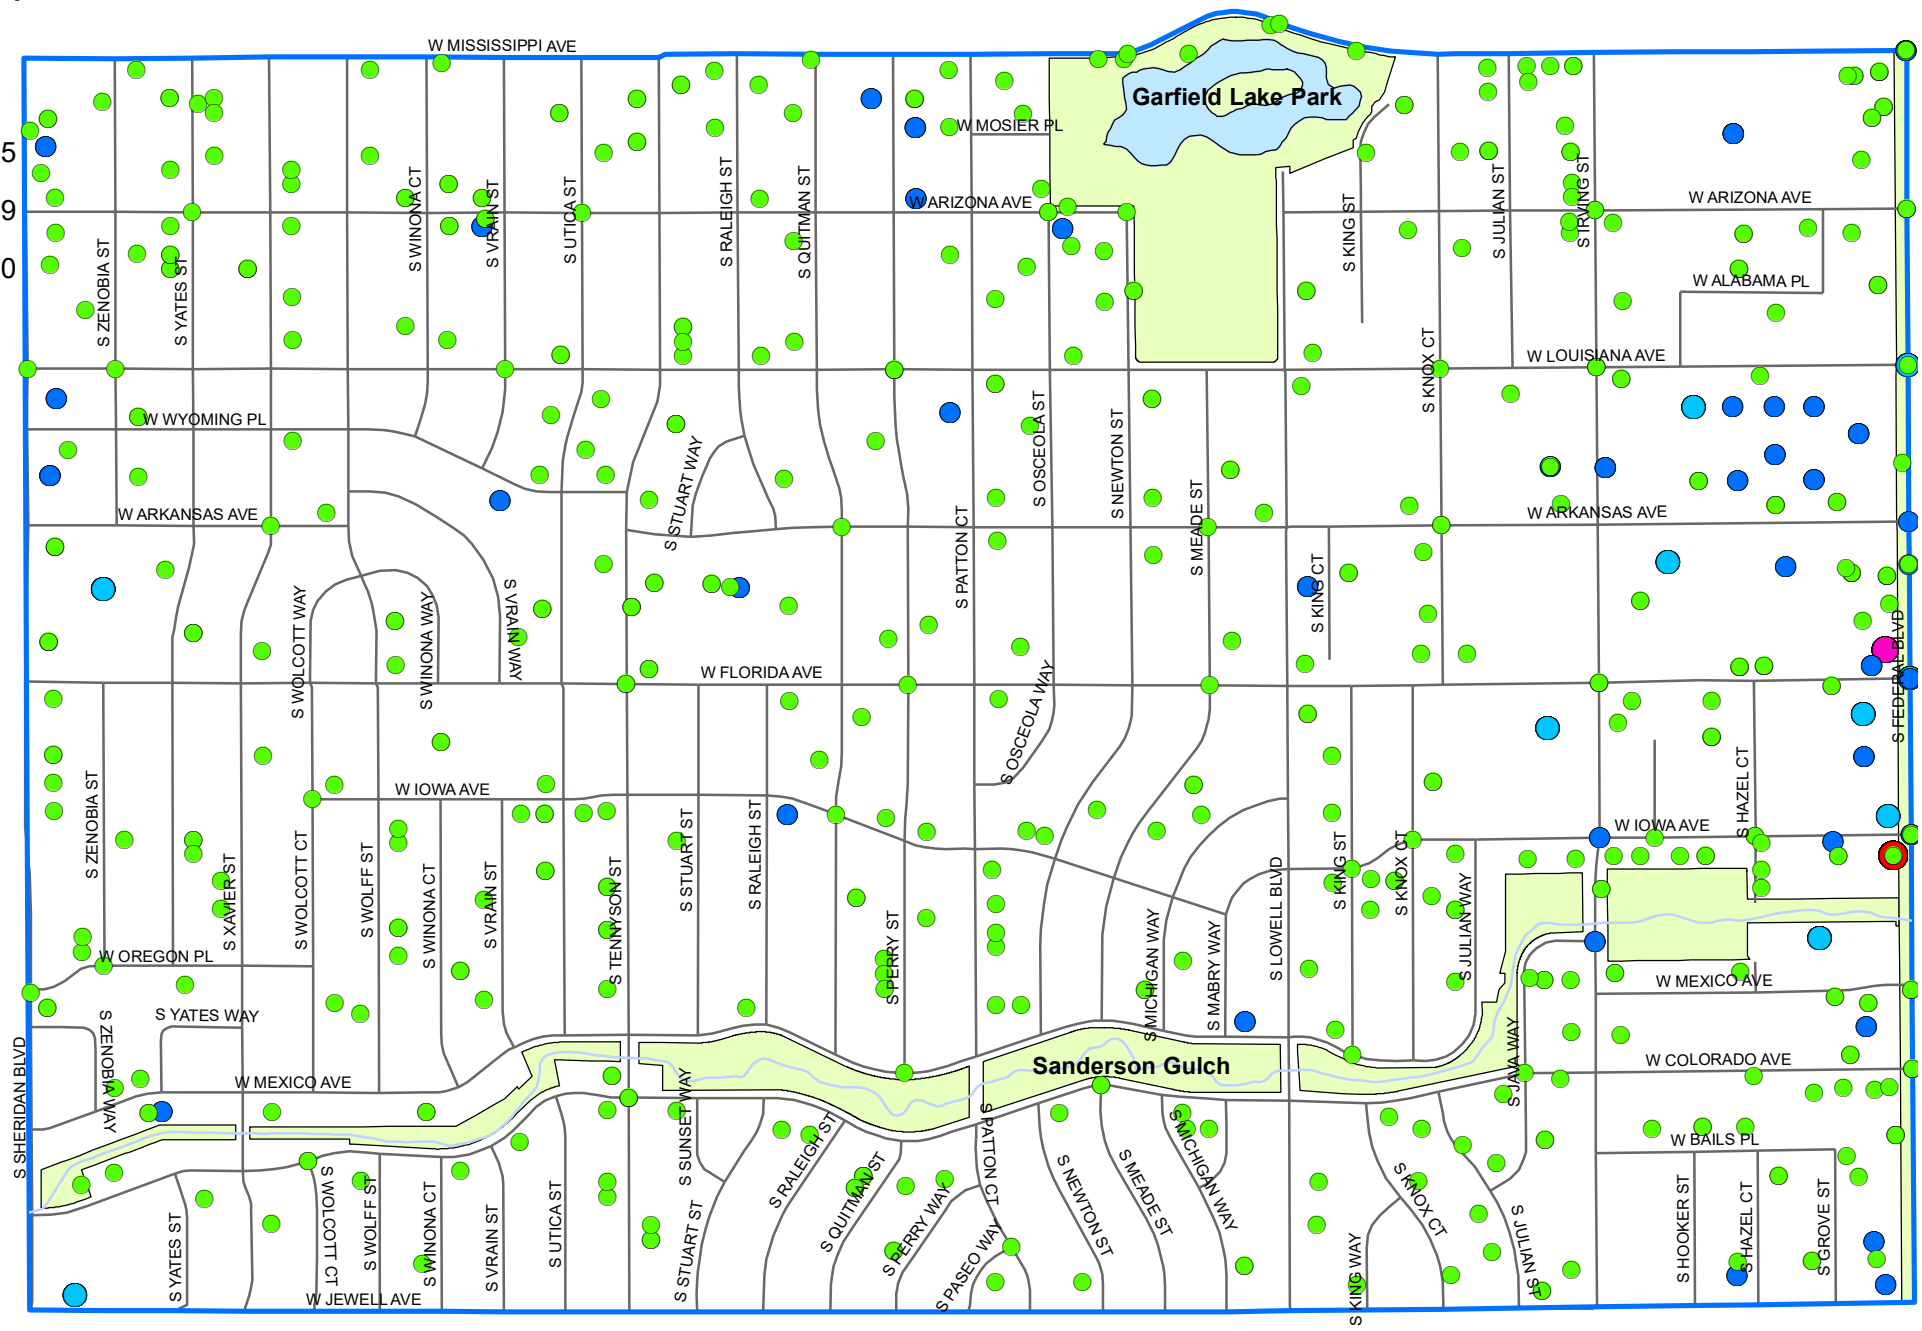 W MISSISSIPPI AVE
Garfield Lake Park
W MOSIER PL
5
9
0
W ARIZONA AVE
W ARIZONA AVE
S ZENOBIA ST
S YATES ST
S WINONA CT
S VRAIN ST
S UTICA ST
S RALEIGH ST
S QUITMAN ST
S KING ST
S JULIAN ST
S IRVING ST
W ALABAMA PL
W LOUISIANA AVE
S KNOX CT
W WYOMING PL
S STUART WAY
S OSCEOLA ST
S NEWTON ST
S MEADE ST
W ARKANSAS AVE
W ARKANSAS AVE
S PATTON CT
S KING CT
S WOLCOTT WAY
S WINONA WAY
S VRAIN WAY
W FLORIDA AVE
S OSCEOLA WAY
S FEDERAL BLVD
W IOWA AVE
W IOWA AVE
S HAZEL CT
S ZENOBIA ST
S XAVIER ST
S WOLCOTT CT
S WOLFF ST
S WINONA CT
S VRAIN ST
S TENNYSON ST
S STUART ST
S RALEIGH ST
S PERRY ST
S MICHIGAN WAY
S MABRY WAY
S LOWELL BLVD
S KING ST
S KNOX CT
S JULIAN WAY
W OREGON PL
W MEXICO AVE
S YATES WAY
S ZENOBIA WAY
S SHERIDAN BLVD
W MEXICO AVE
Sanderson Gulch
S JAVA WAY
W COLORADO AVE
W BAILS PL
S SUNSET WAY
S RALEIGH ST
S QUITMAN ST
S PERRY WAY
S PASEO WAY
S PATTON CT
S NEWTON ST
S MEADE ST
S MICHIGAN WAY
S KNOX CT
S JULIAN ST
S KING WAY
S HOOKER ST
S HAZEL CT
S GROVE ST
S YATES ST
S WOLCOTT CT
S WOLFF ST
S WINONA CT
S VRAIN ST
S UTICA ST
S STUART ST
W JEWELL AVE